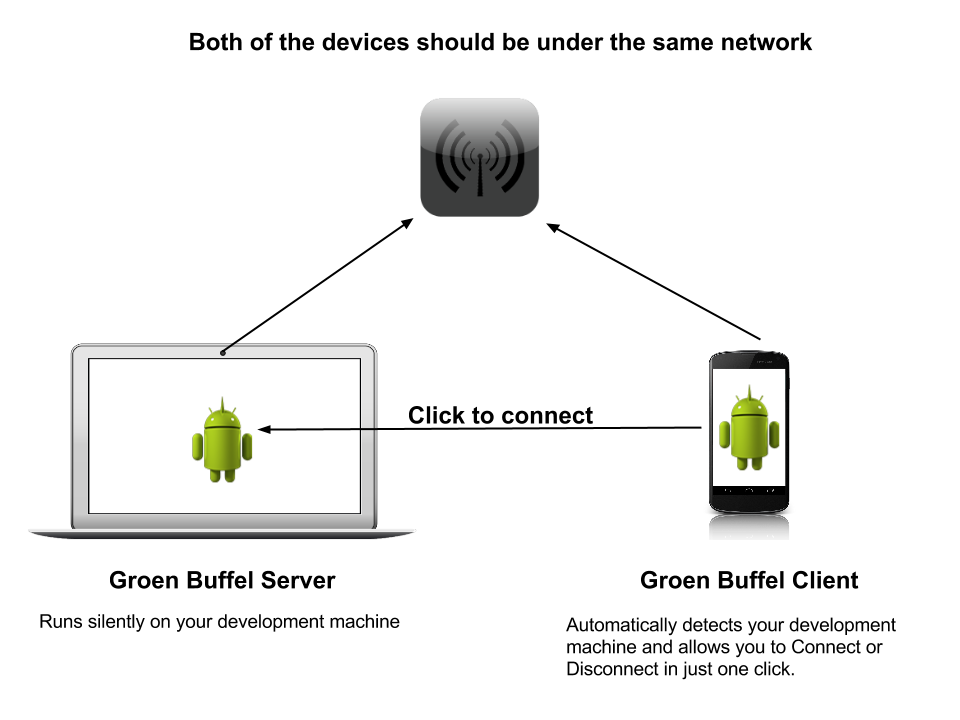 Both of the devices should be under the same network
Click to connect
Groen Buffel Server
Runs silently on your development machine
Groen Buffel Client
Automatically detects your development
machine and allows you to Connect or
Disconnect in just one click.